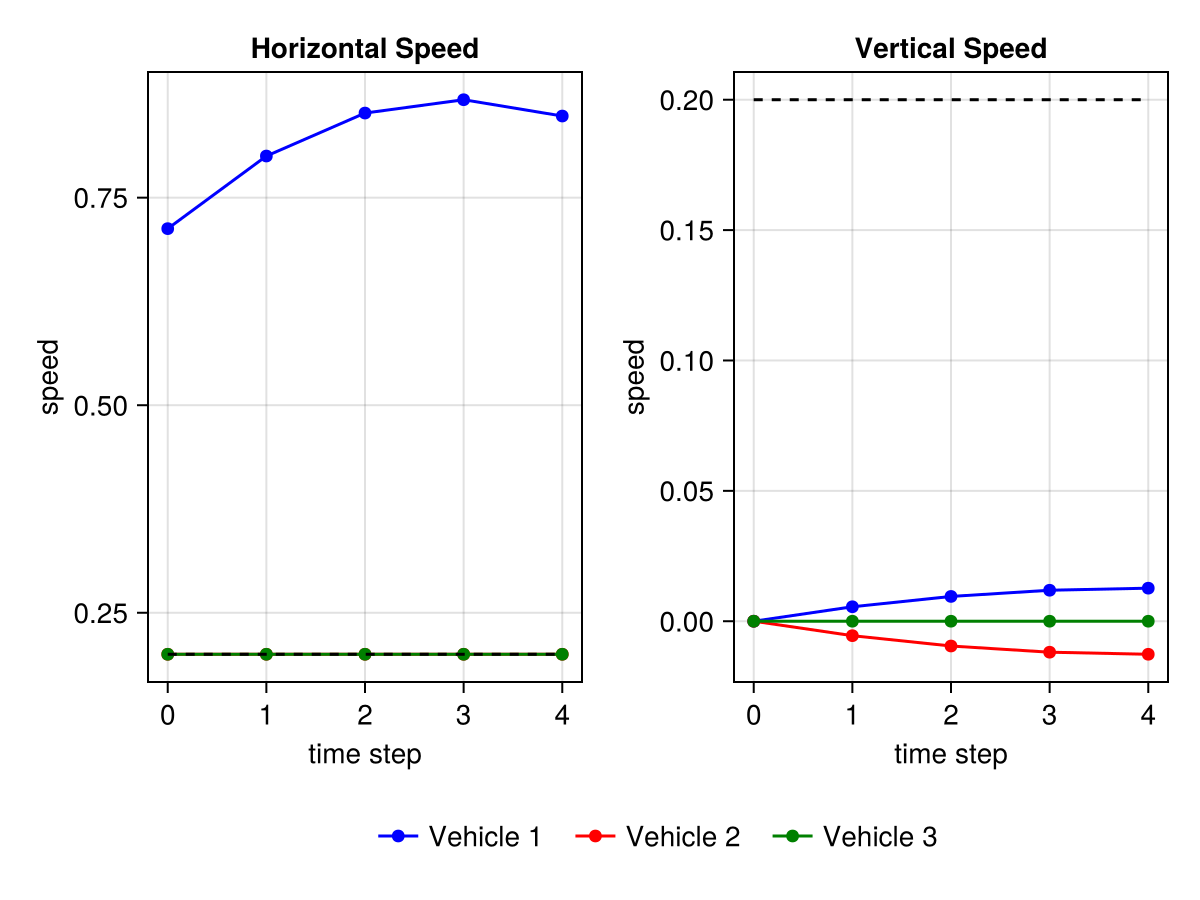 Horizontal Speed
speed
0.75
0.50
0.25
0
1
2
3
4
time step
Vertical Speed
speed
0.20
0.15
0.10
0.05
0.00
0
1
2
3
4
time step
Vehicle 1
Vehicle 2
Vehicle 3